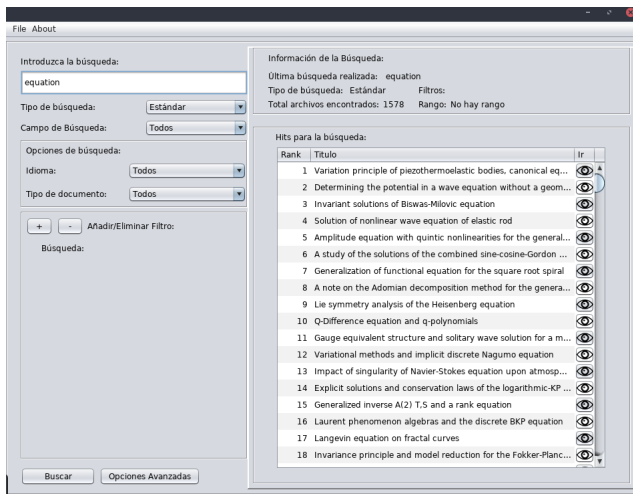 File About
Introduzca la búsqueda:
equation
Tipo de búsqueda: Estándar
Campo de Búsqueda: Todos
Opciones de búsqueda:
Idioma: Todos
Tipo de documento: Todos
+ - Añadir/Eliminar Filtro:
Búsqueda:
Buscar Opciones Avanzadas
Información de la Búsqueda:
Última búsqueda realizada: equation
Tipo de búsqueda: Estándar Filtros:
Total archivos encontrados: 1578 Rango: No hay rango
Hits para la búsqueda:
Rank Titulo Ir
1 Variation principle of piezothermoelastic bodies, canonical eq...
2 Determining the potential in a wave equation without a geom...
3 Invariant solutions of Biswas-Milovic equation
4 Solution of nonlinear wave equation of elastic rod
5 Amplitude equation with quintic nonlinearities for the general...
6 A study of the solutions of the combined sine-cosine-Gordon ...
7 Generalization of functional equation for the square root spiral
8 A note on the Adomian decomposition method for the genera...
9 Lie symmetry analysis of the Heisenberg equation
10 Q-Difference equation and q-polynomials
11 Gauge equivalent structure and solitary wave solution for a m...
12 Variational methods and implicit discrete Nagumo equation
13 Impact of singularity of Navier-Stokes equation upon atmosp...
14 Explicit solutions and conservation laws of the logarithmic-KP ...
15 Generalized inverse A(2) T,S and a rank equation
16 Laurent phenomenon algebras and the discrete BKP equation
17 Langevin equation on fractal curves
18 Invariance principle and model reduction for the Fokker-Planc...